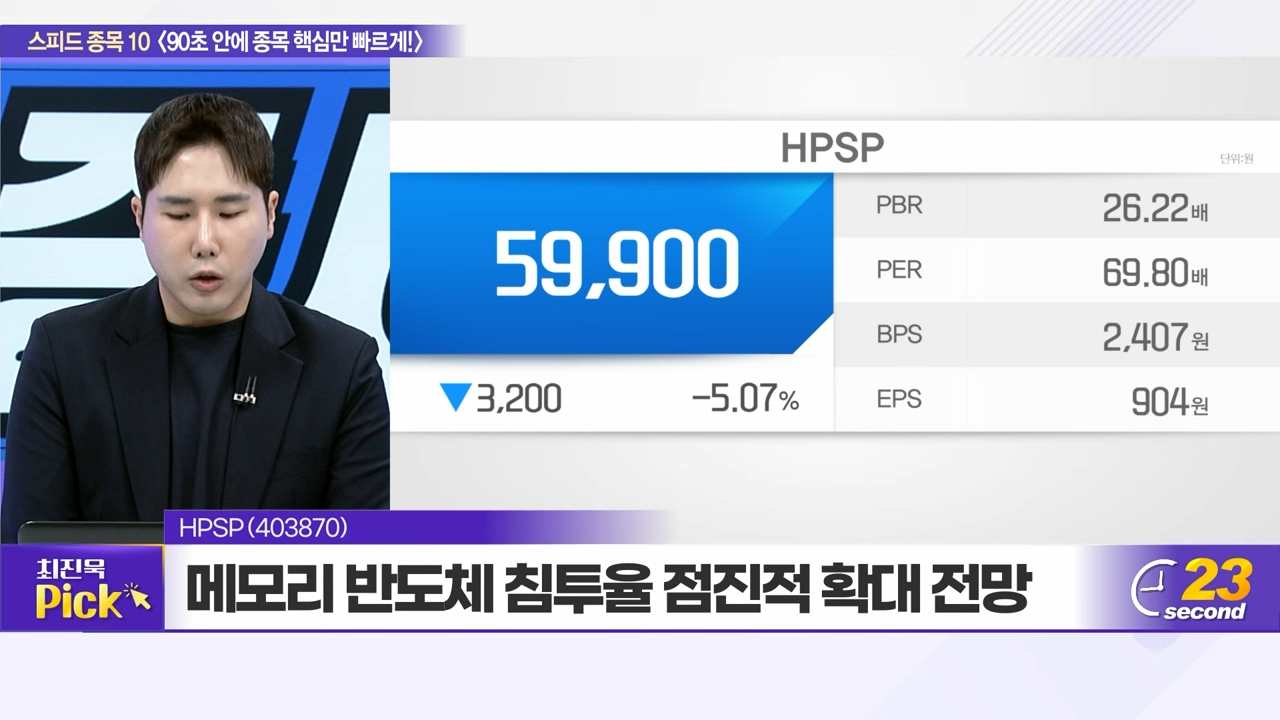 스피드 종목 10 〈90초 안에 종목 핵심만 빠르게!〉
HPSP
단위:원
59,900
▼3,200 -5.07%
PBR 26.22배
PER 69.80배
BPS 2,407원
EPS 904원
HPSP(403870)
최진욱
Pick
메모리 반도체 침투율 점진적 확대 전망
23
second